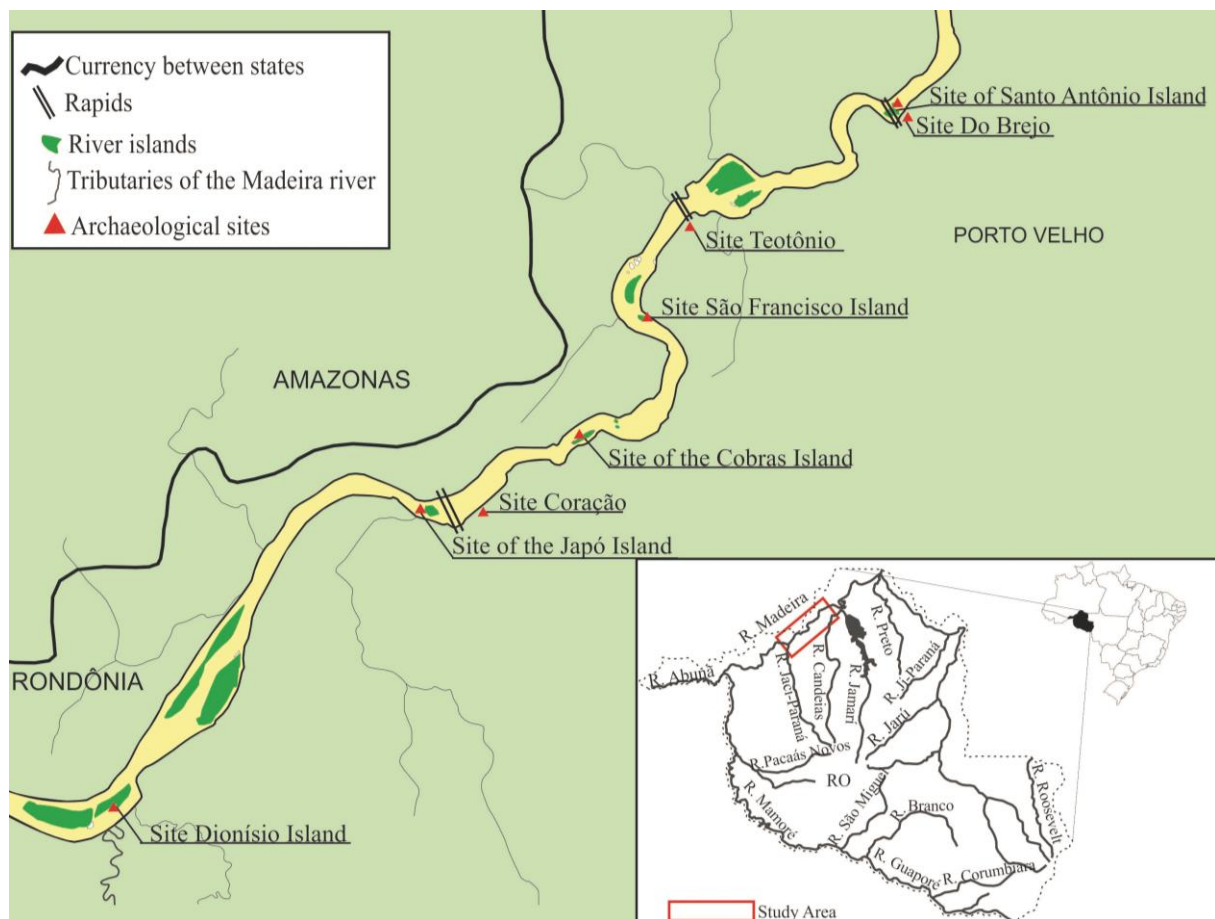 Currency between states
Rapids
River islands
Tributaries of the Madeira river
Archaeological sites
Site of Santo Antônio Island
Site Do Brejo
Site Teotônio
PORTO VELHO
Site São Francisco Island
AMAZONAS
Site of the Cobras Island
Site Coração
Site of the Japó Island
RONDÔNIA
Site Dionísio Island
R. Madeira
R. Abunã
R. Jaci-Paraná
R. Candeias
R. Jamari
R. Preto
R. Ji-Paraná
R. Jarú
R.Pacaás Novos
RO
R. Mamoré
R. São Miguel
R. Branco
R. Roosevelt
R. Guaporé
R. Corumbiara
Study Area